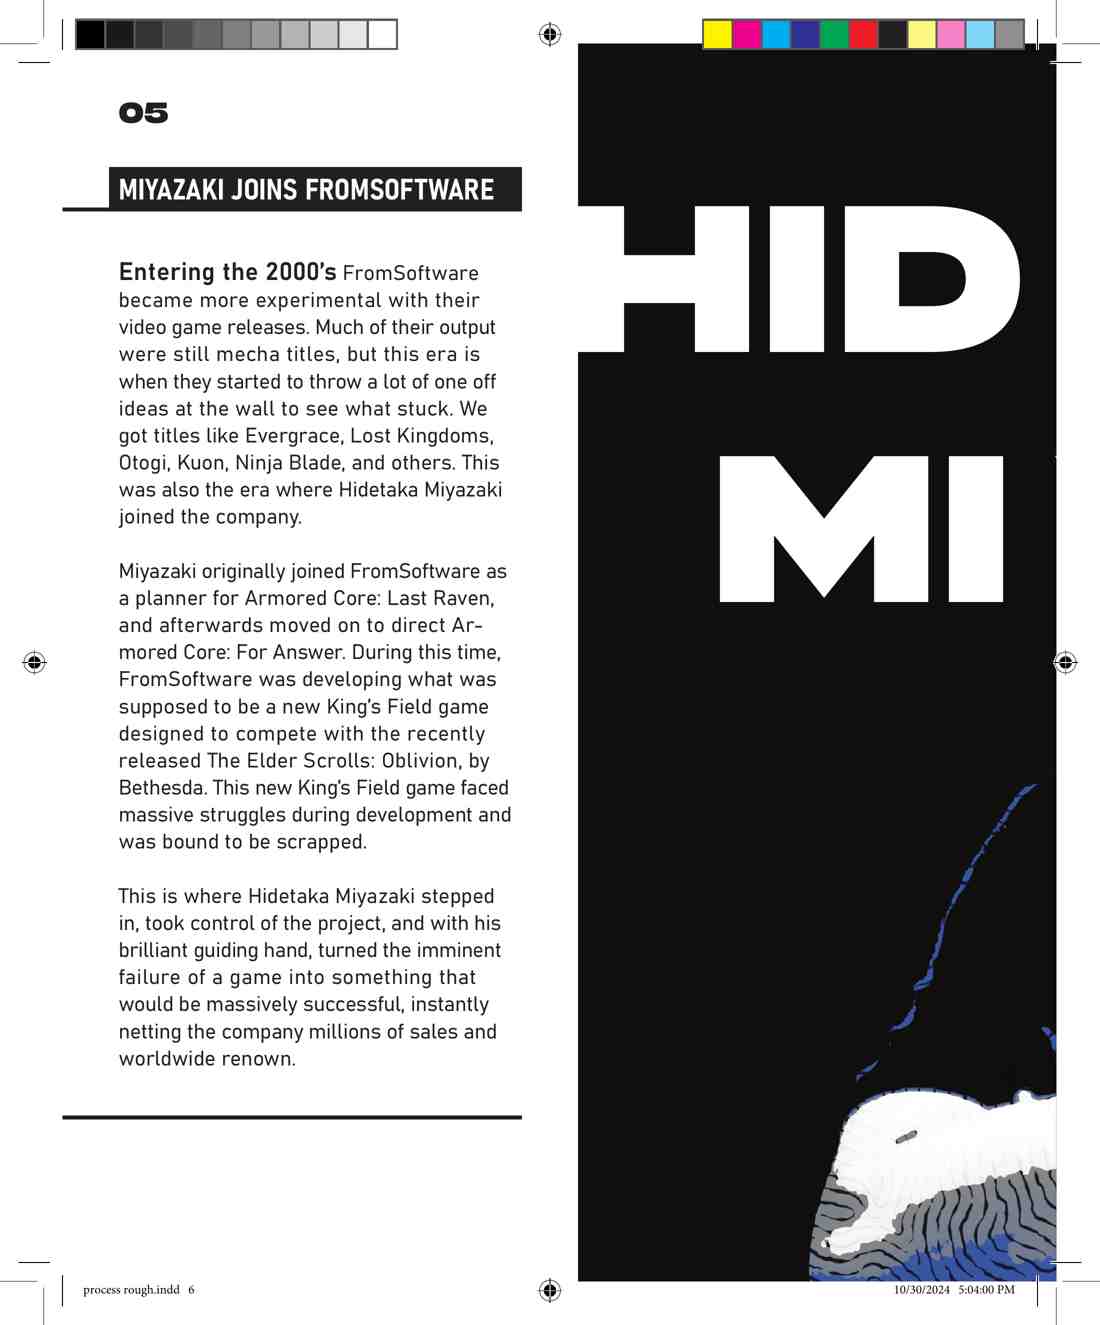 05
MIYAZAKI JOINS FROMSOFTWARE
Entering the 2000’s FromSoftware
became more experimental with their
video game releases. Much of their output
were still mecha titles, but this era is
when they started to throw a lot of one off
ideas at the wall to see what stuck. We
got titles like Evergrace, Lost Kingdoms,
Otogi, Kuon, Ninja Blade, and others. This
was also the era where Hidetaka Miyazaki
joined the company.
Miyazaki originally joined FromSoftware as
a planner for Armored Core: Last Raven,
and afterwards moved on to direct Ar-
mored Core: For Answer. During this time,
FromSoftware was developing what was
supposed to be a new King’s Field game
designed to compete with the recently
released The Elder Scrolls: Oblivion, by
Bethesda. This new King’s Field game faced
massive struggles during development and
was bound to be scrapped.
This is where Hidetaka Miyazaki stepped
in, took control of the project, and with his
brilliant guiding hand, turned the imminent
failure of a game into something that
would be massively successful, instantly
netting the company millions of sales and
worldwide renown.
HID
MI
process rough.indd 6
10/30/2024 5:04:00 PM